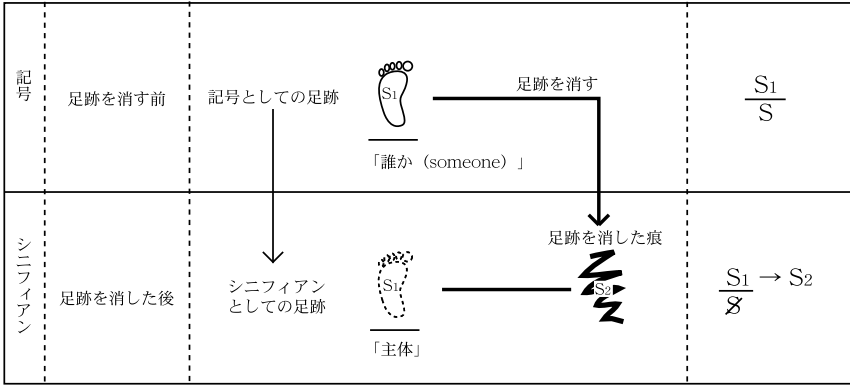 記号
足跡を消す前
記号としての足跡
S1
「誰か（someone）」
足跡を消す
S1
S
シニフィアン
足跡を消した後
シニフィアン
としての足跡
S1
「主体」
足跡を消した痕
S2
S1 → S2
S̸